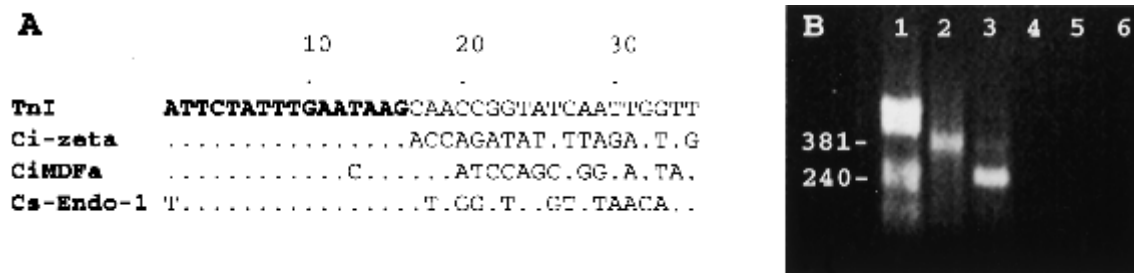 A
10 20 30
. . .
TnI ATTCTATTTGAATAAGCAACCGGTATCAATTGGTT
Ci-zeta ................ACCAGATAT.TTAGA.T.G
CiMDFa ............C......ATCCAGC.GG.A.TA.
Cs-Endo-1 T................T.GG.T..GT.TAACA..
B 1 2 3 4 5 6
381-
240-